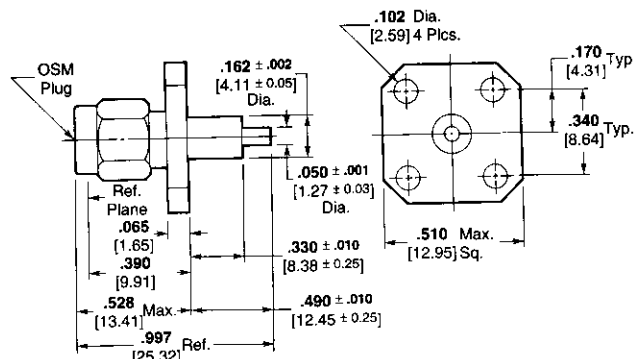 OSM
Plug
.162 ± .002
[4.11 ± 0.05]
Dia.
.102 Dia.
[2.59] 4 Plcs.
.170 Typ.
[4.31]
.340 Typ.
[8.64]
Ref.
Plane
.050 ± .001
[1.27 ± 0.03]
Dia.
.065
[1.65]
.390
[9.91]
.330 ± .010
[8.38 ± 0.25]
.510 Max.
[12.95] Sq.
.528 Max.
[13.41]
.490 ± .010
[12.45 ± 0.25]
.997 Ref.
[25.32]